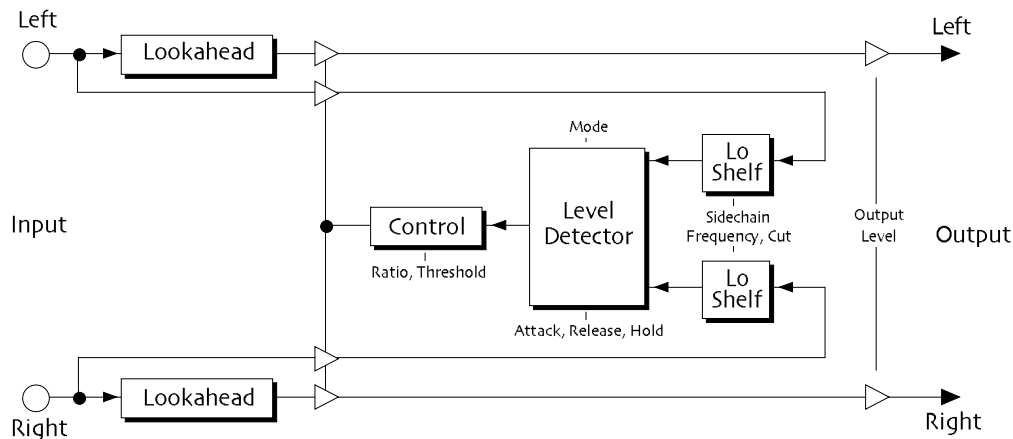 Left
Lookahead
Left
Mode
Lo
Shelf
Level
Detector
Sidechain
Frequency, Cut
Input
Control
Ratio, Threshold
Output
Level
Output
Lo
Shelf
Attack, Release, Hold
Lookahead
Right
Right